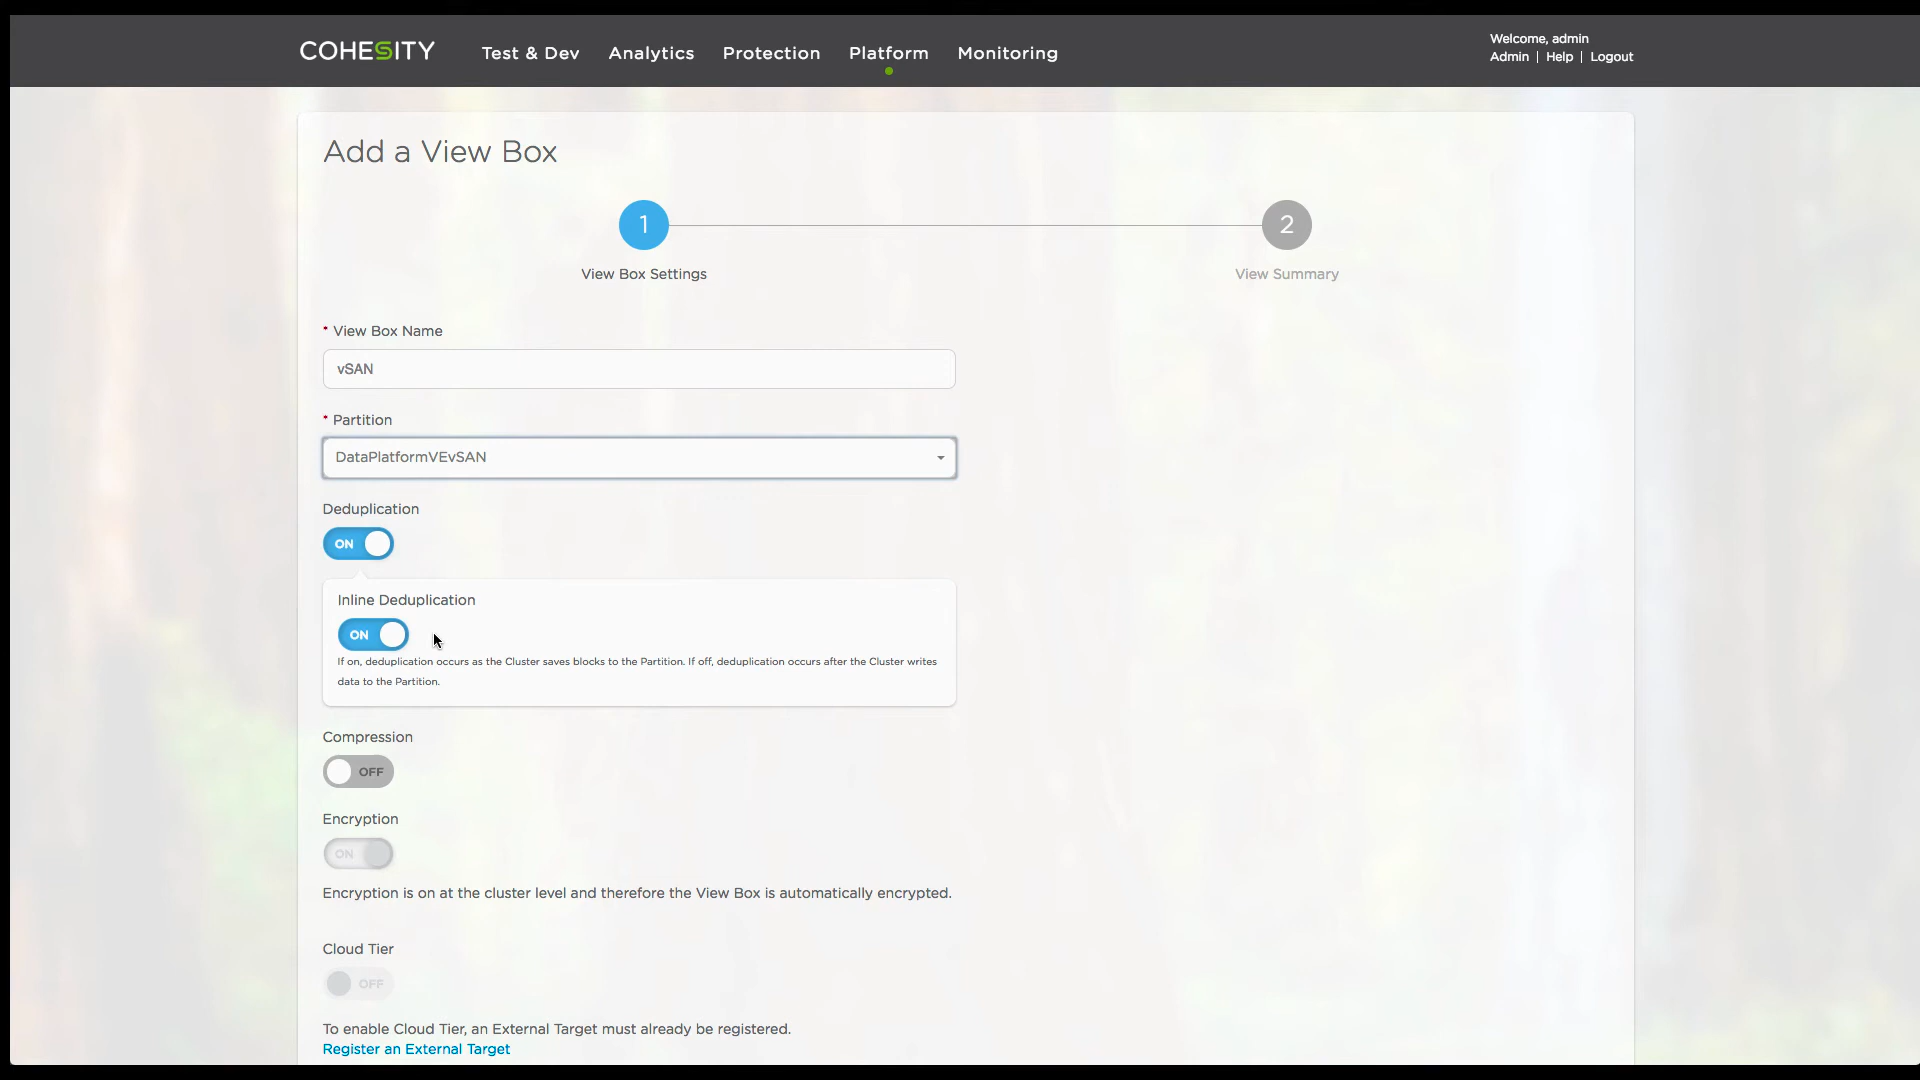 COHESITY Test & Dev Analytics Protection Platform Monitoring
Welcome, admin
Admin | Help | Logout
Add a View Box
1 2
View Box Settings View Summary
* View Box Name
vSAN
* Partition
DataPlatformVEvSAN
Deduplication
ON
Inline Deduplication
ON
If on, deduplication occurs as the Cluster saves blocks to the Partition. If off, deduplication occurs after the Cluster writes
data to the Partition.
Compression
OFF
Encryption
ON
Encryption is on at the cluster level and therefore the View Box is automatically encrypted.
Cloud Tier
OFF
To enable Cloud Tier, an External Target must already be registered.
Register an External Target